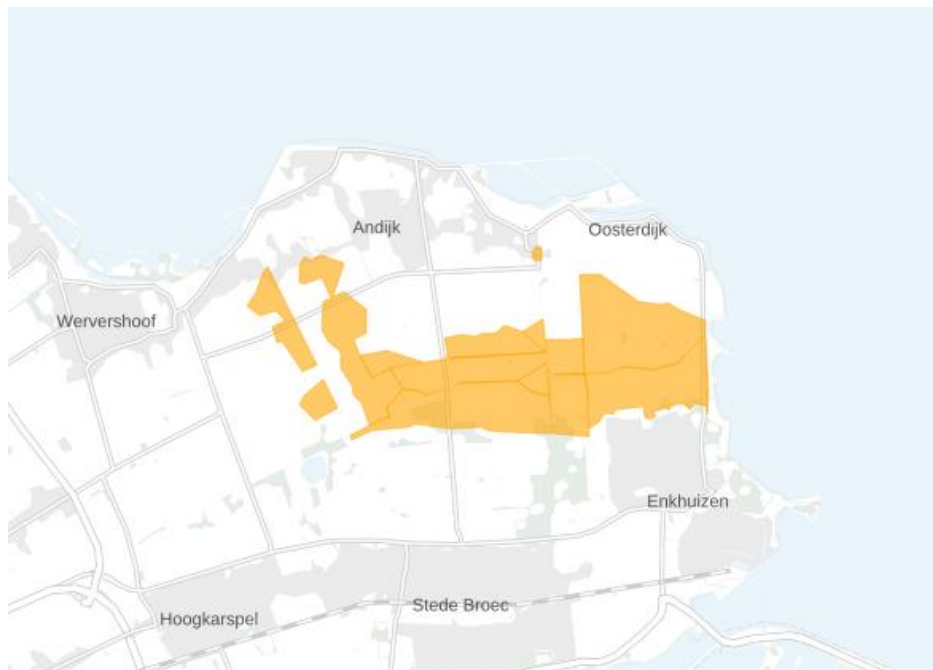 Andijk
Oosterdijk
Wervershoof
Enkhuizen
Stede Broec
Hoogkarspel